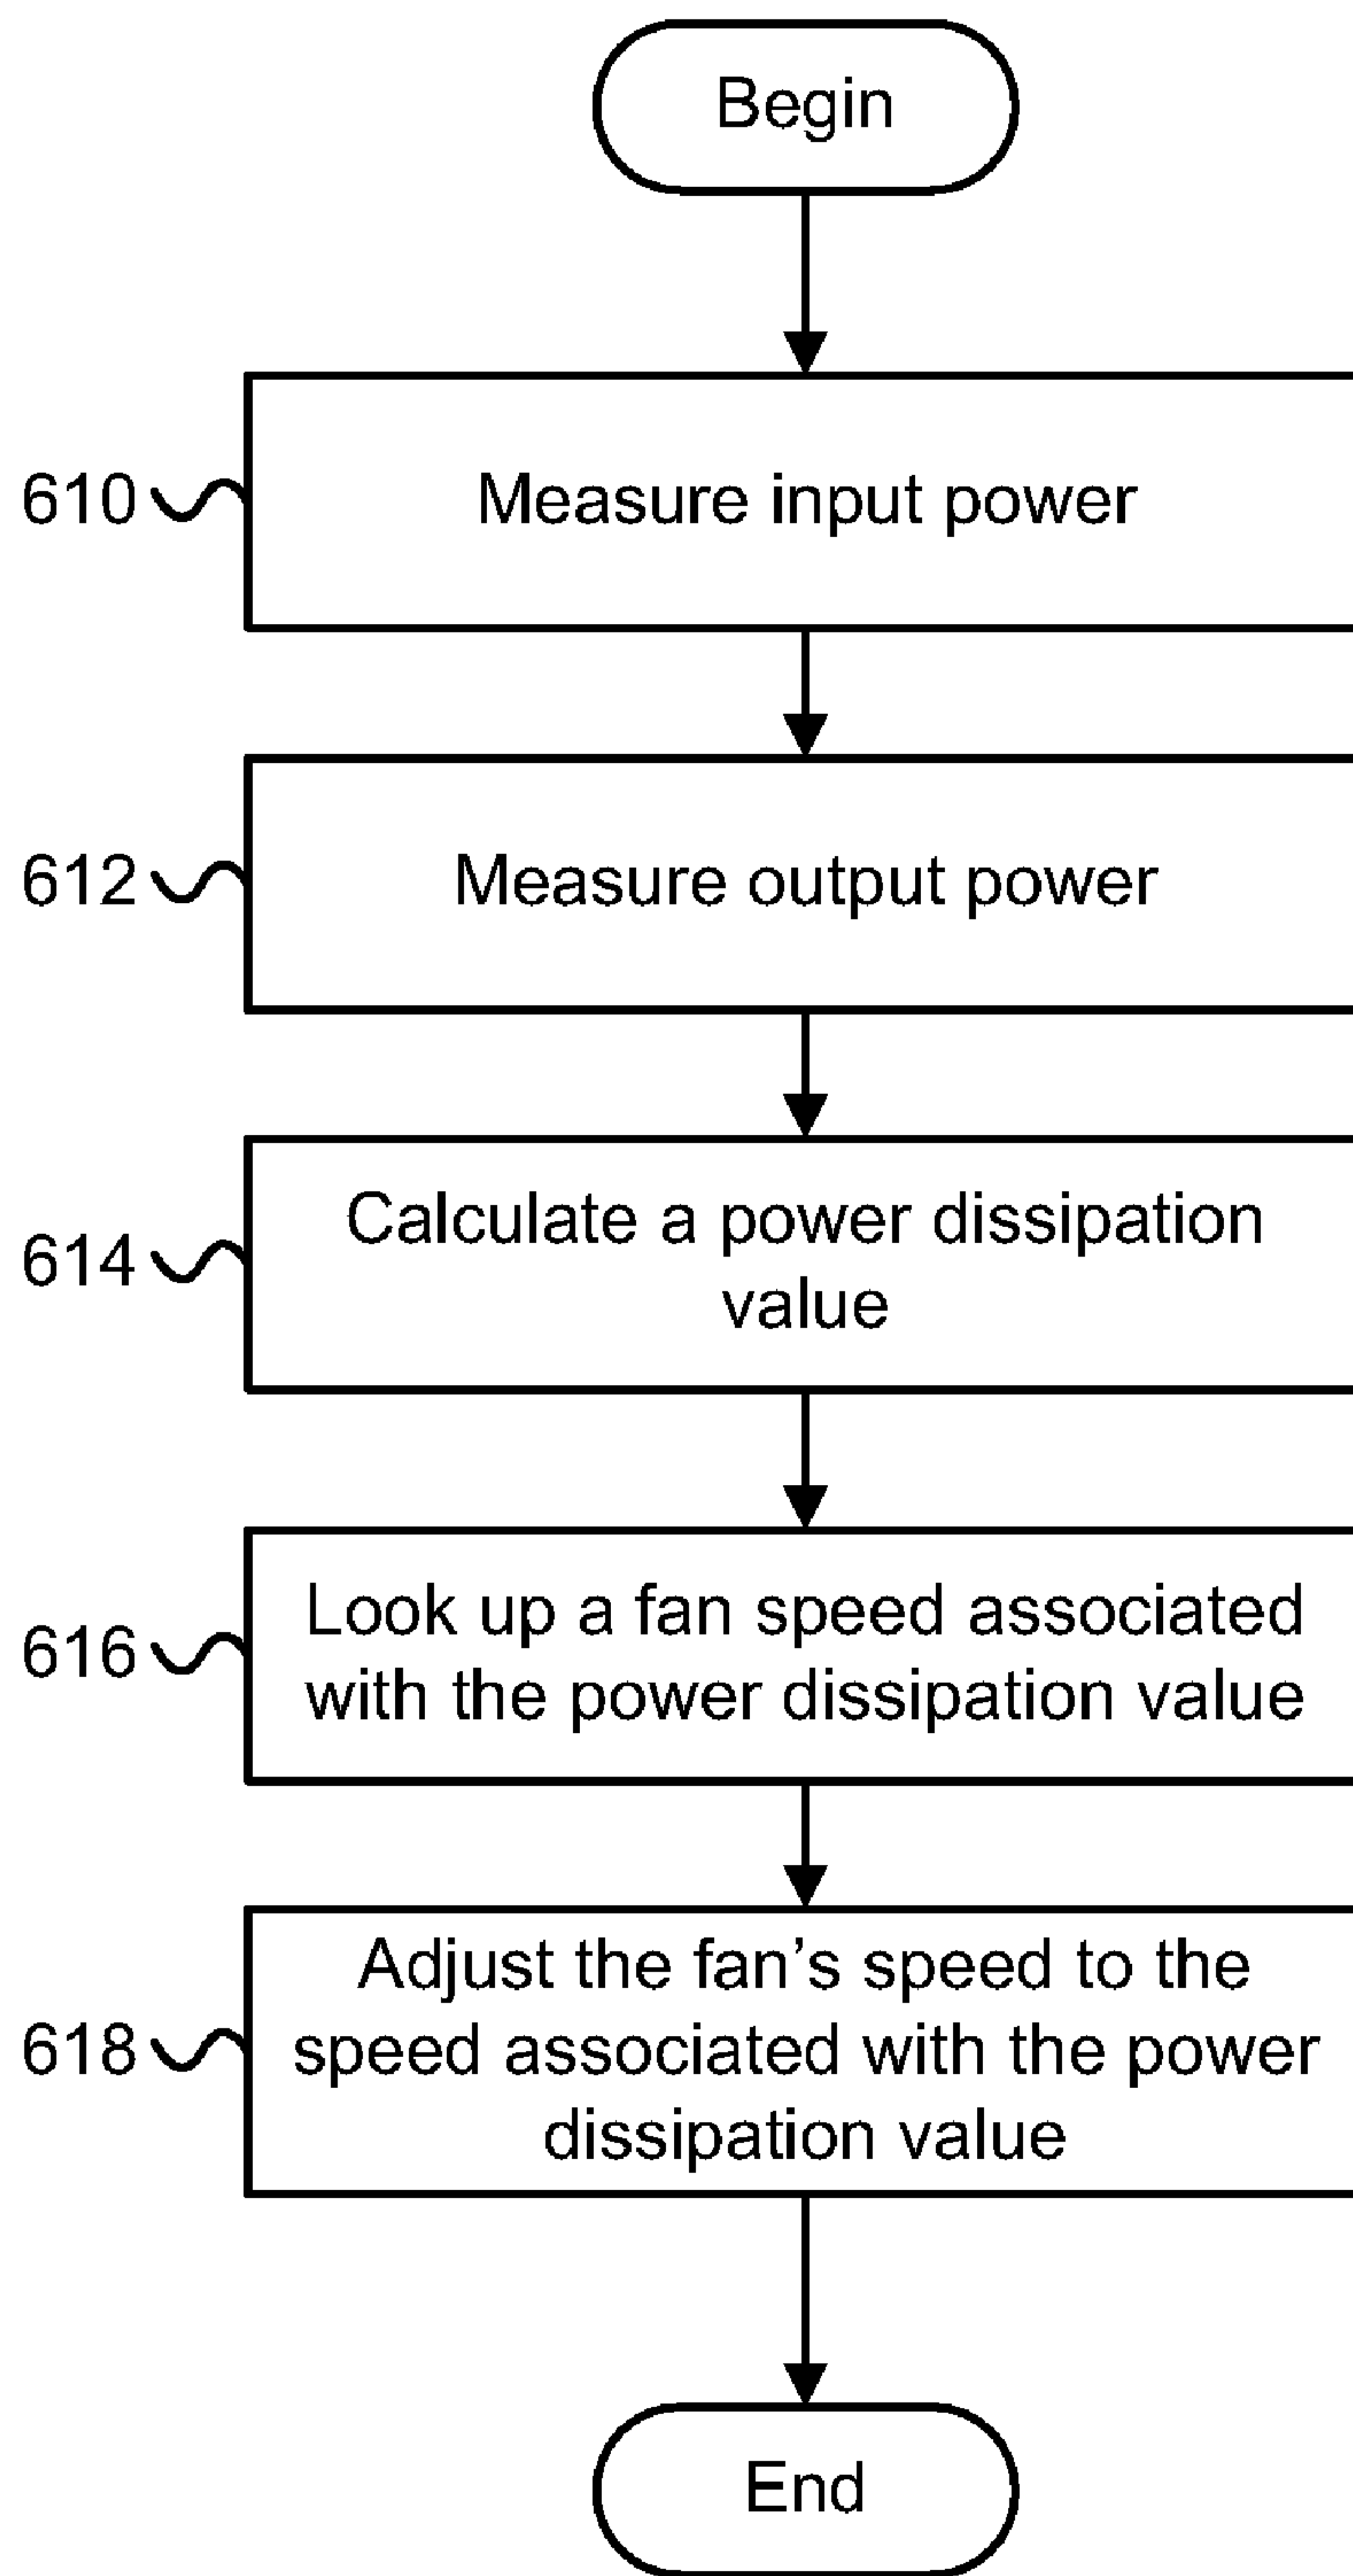 Begin
610
Measure input power
612
Measure output power
614
Calculate a power dissipation
value
616
Look up a fan speed associated
with the power dissipation value
618
Adjust the fan’s speed to the
speed associated with the power
dissipation value
End